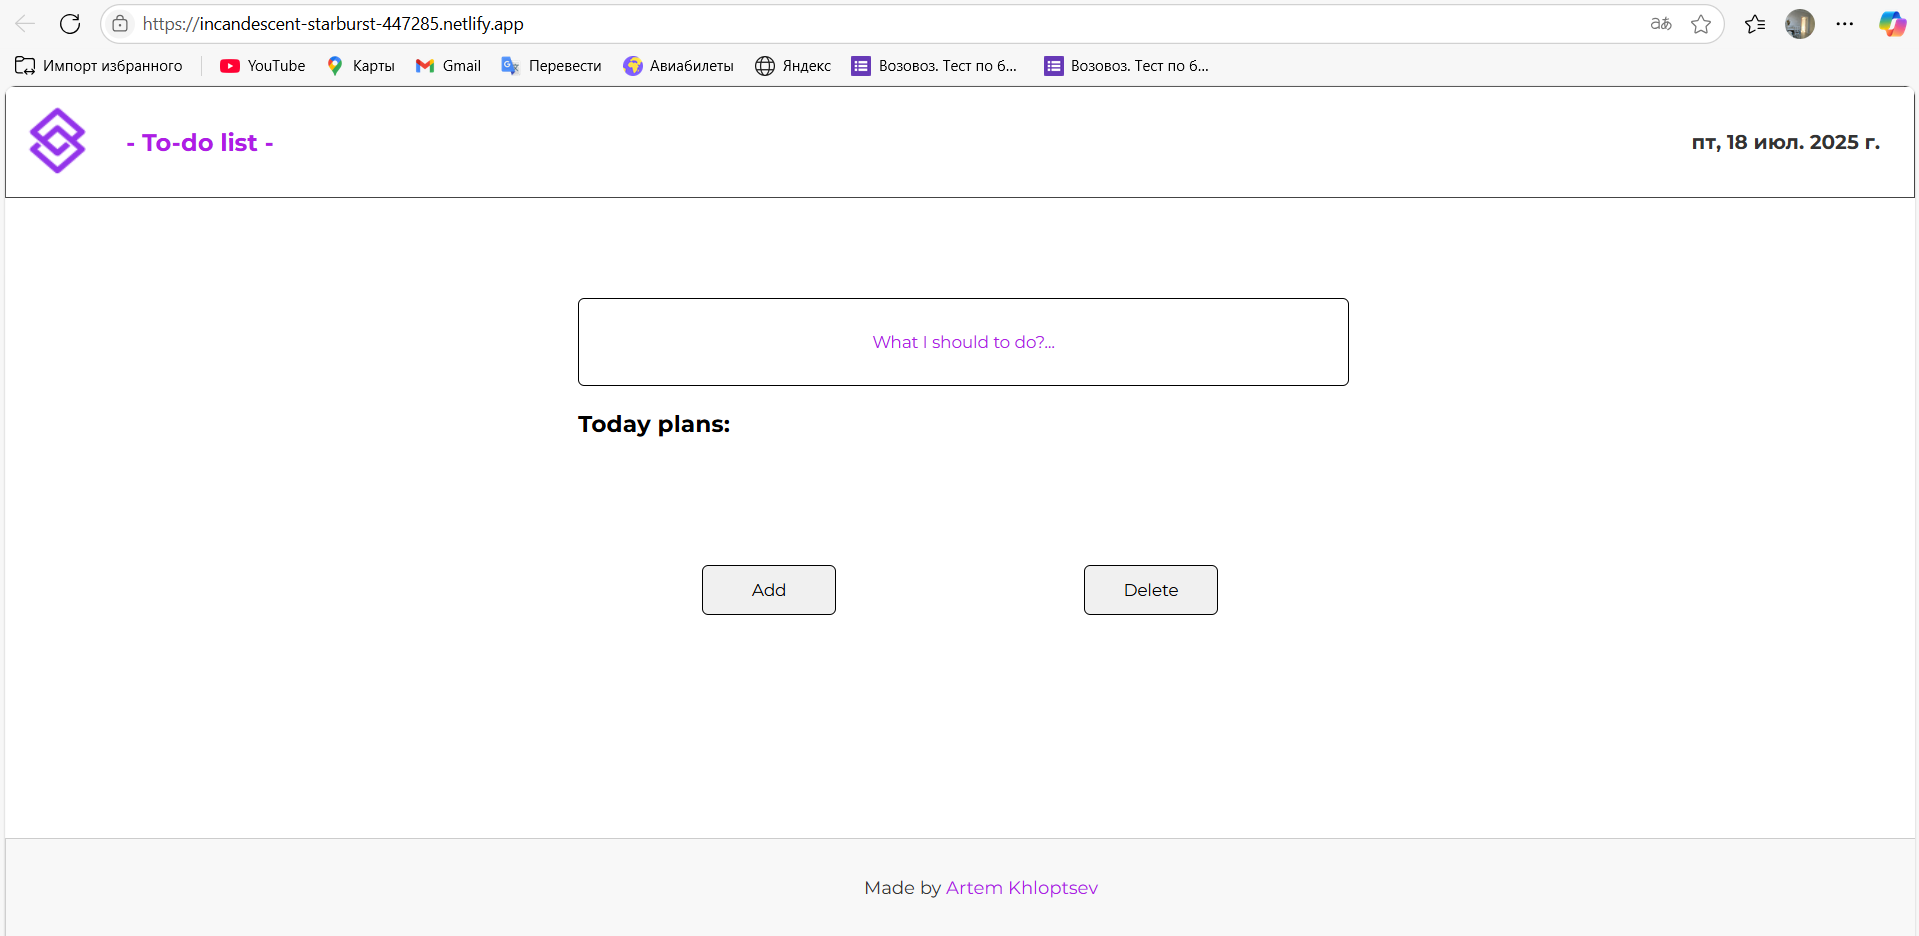 https://incandescent-starburst-447285.netlify.app
Импорт избранного YouTube Карты Gmail Перевести Авиабилеты Яндекс Возовоз. Тест по б... Возовоз. Тест по б...
- To-do list -
пт, 18 июл. 2025 г.
What I should to do?...
Today plans:
Add Delete
Made by Artem Khloptsev